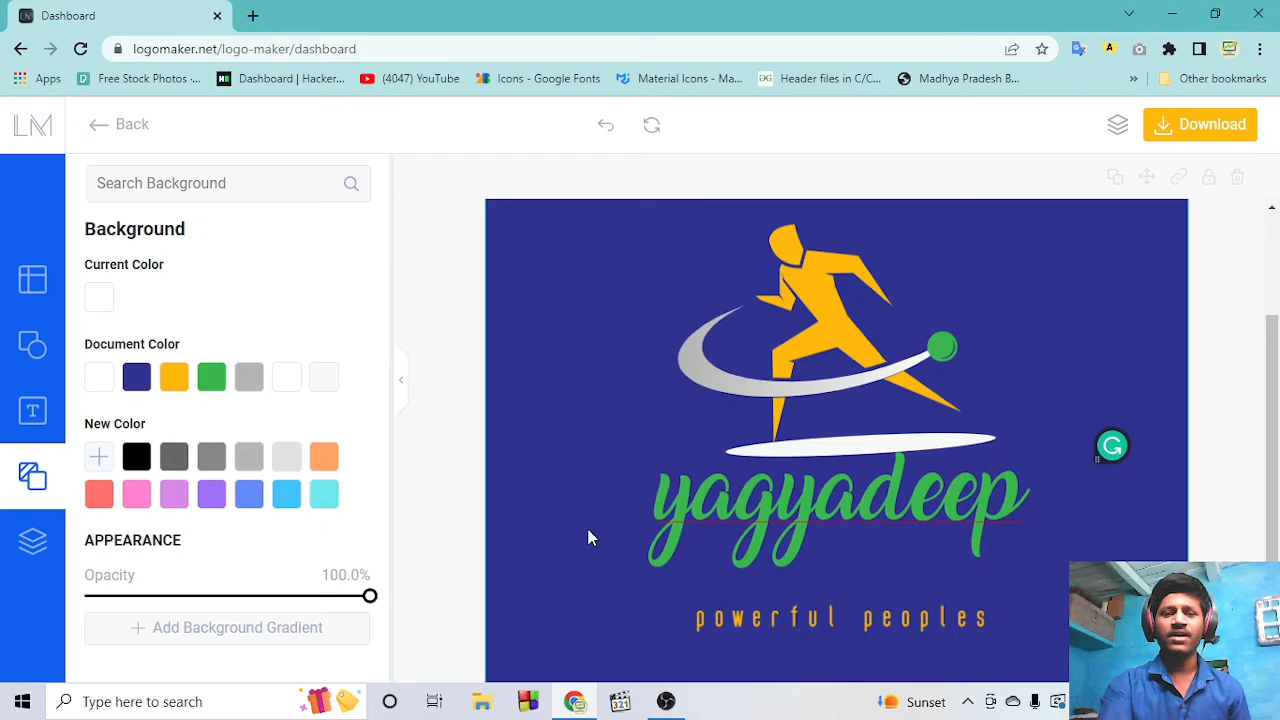 Dashboard
logomaker.net/logo-maker/dashboard
Apps
Free Stock Photos - ...
Dashboard | Hacker...
(4047) YouTube
Icons - Google Fonts
Material Icons - Ma...
Header files in C/C...
Madhya Pradesh B...
Other bookmarks
LM
Back
Download
Search Background
Background
Current Color
Document Color
New Color
APPEARANCE
Opacity 100.0%
Add Background Gradient
yagyadeep
powerful peoples
Type here to search
321
Sunset